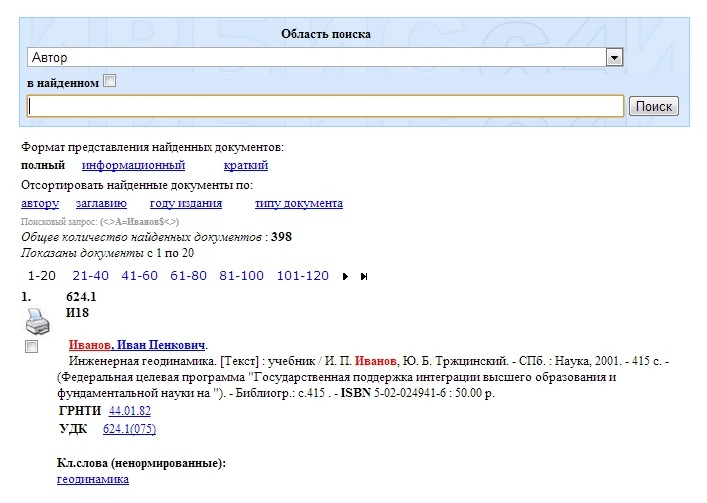 Область поиска
Автор
в найденном
Поиск
Формат представления найденных документов:
полный информационный краткий
Отсортировать найденные документы по:
автору заглавию году издания типу документа
Поисковый запрос: (<.>A=Иванов$<.>)
Общее количество найденных документов : 398
Показаны документы с 1 по 20
1-20 21-40 41-60 61-80 81-100 101-120
1. 624.1
И18
Иванов, Иван Пенкович.
Инженерная геодинамика. [Текст] : учебник / И. П. Иванов, Ю. Б. Тржцинский. - СПб. : Наука, 2001. - 415 с. -
(Федеральная целевая программа "Государственная поддержка интеграции высшего образования и
фундаментальной науки на "). - Библиогр.: с.415 . - ISBN 5-02-024941-6 : 50.00 р.
ГРНТИ 44.01.82
УДК 624.1(075)
Кл.слова (ненормированные):
геодинамика